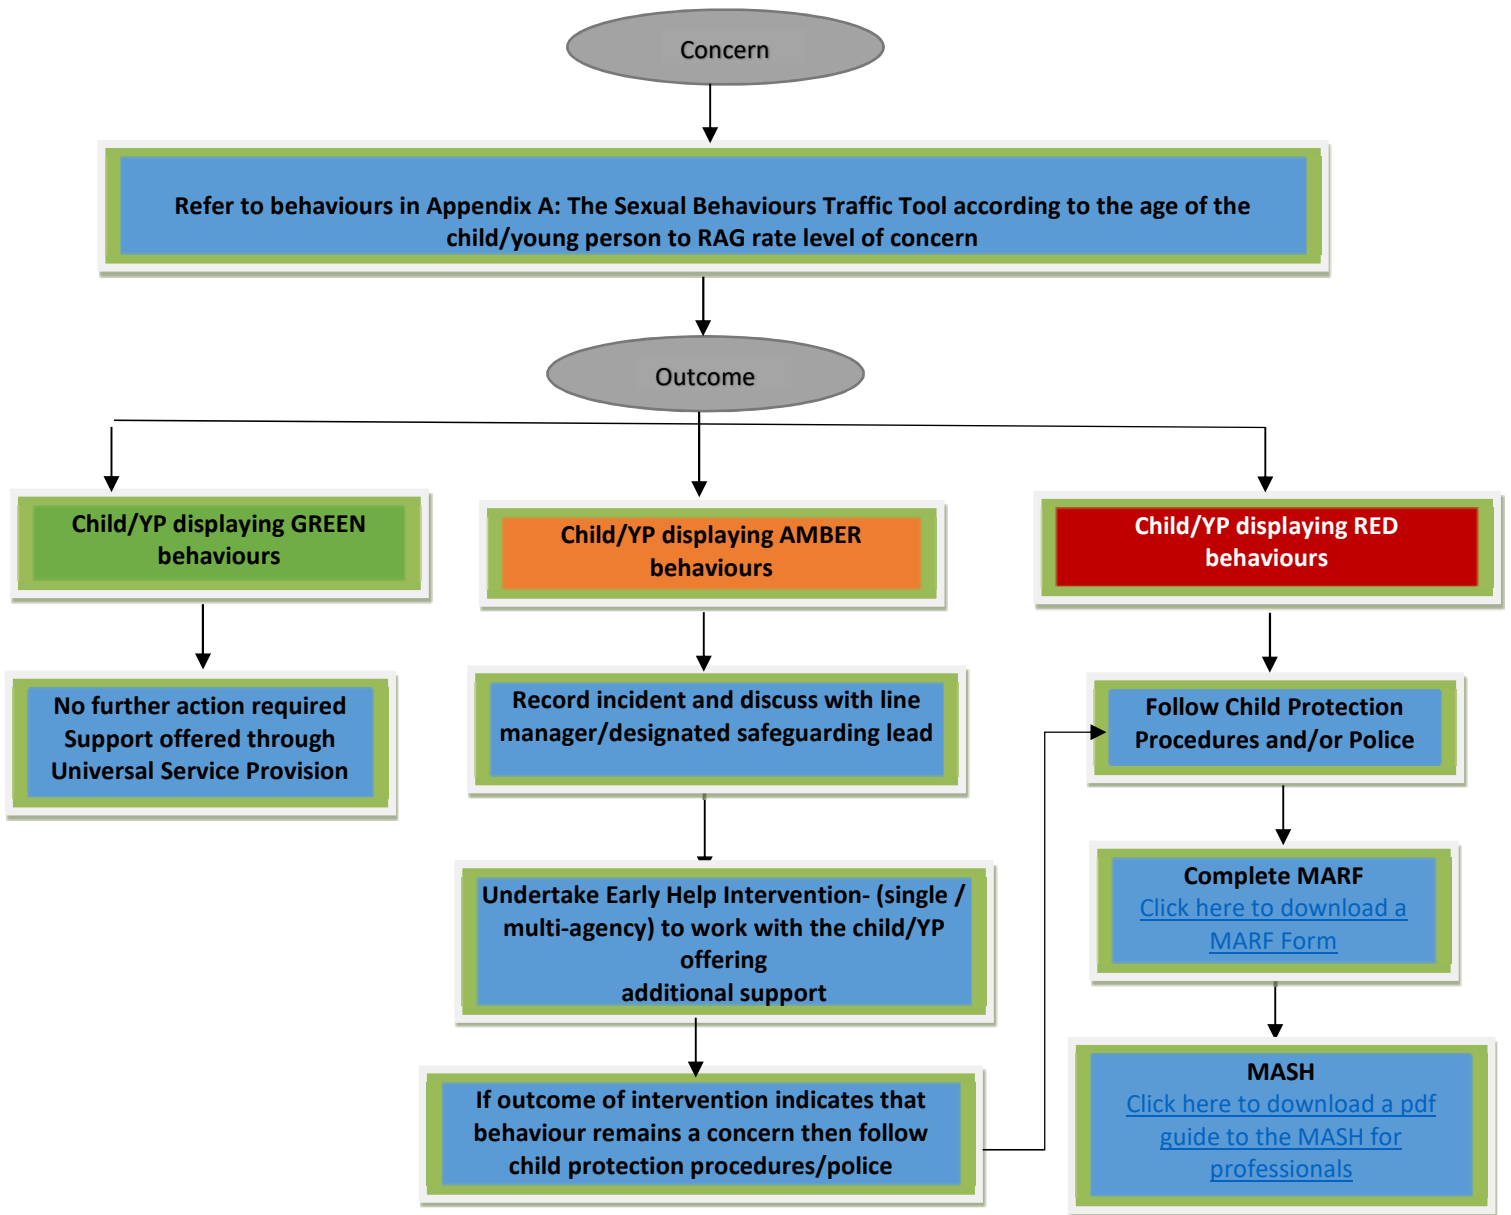 Concern
Refer to behaviours in Appendix A: The Sexual Behaviours Traffic Tool according to the age of the
child/young person to RAG rate level of concern
Outcome
Child/YP displaying GREEN
behaviours
No further action required
Support offered through
Universal Service Provision
Child/YP displaying AMBER
behaviours
Record incident and discuss with line
manager/designated safeguarding lead
Undertake Early Help Intervention- (single /
multi-agency) to work with the child/YP
offering
additional support
If outcome of intervention indicates that
behaviour remains a concern then follow
child protection procedures/police
Child/YP displaying RED
behaviours
Follow Child Protection
Procedures and/or Police
Complete MARF
Click here to download a
MARF Form
MASH
Click here to download a pdf
guide to the MASH for
professionals